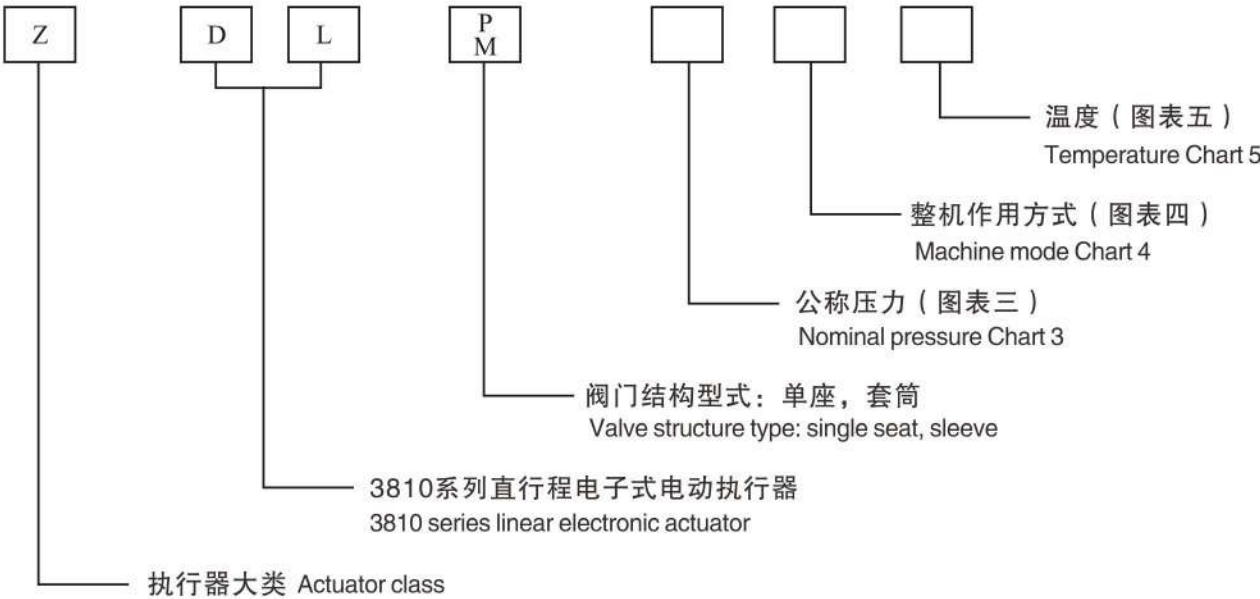 Z D L P
M
温度（图表五）
Temperature Chart 5
整机作用方式（图表四）
Machine mode Chart 4
公称压力（图表三）
Nominal pressure Chart 3
阀门结构型式：单座，套筒
Valve structure type: single seat, sleeve
3810系列直行程电子式电动执行器
3810 series linear electronic actuator
执行器大类 Actuator class